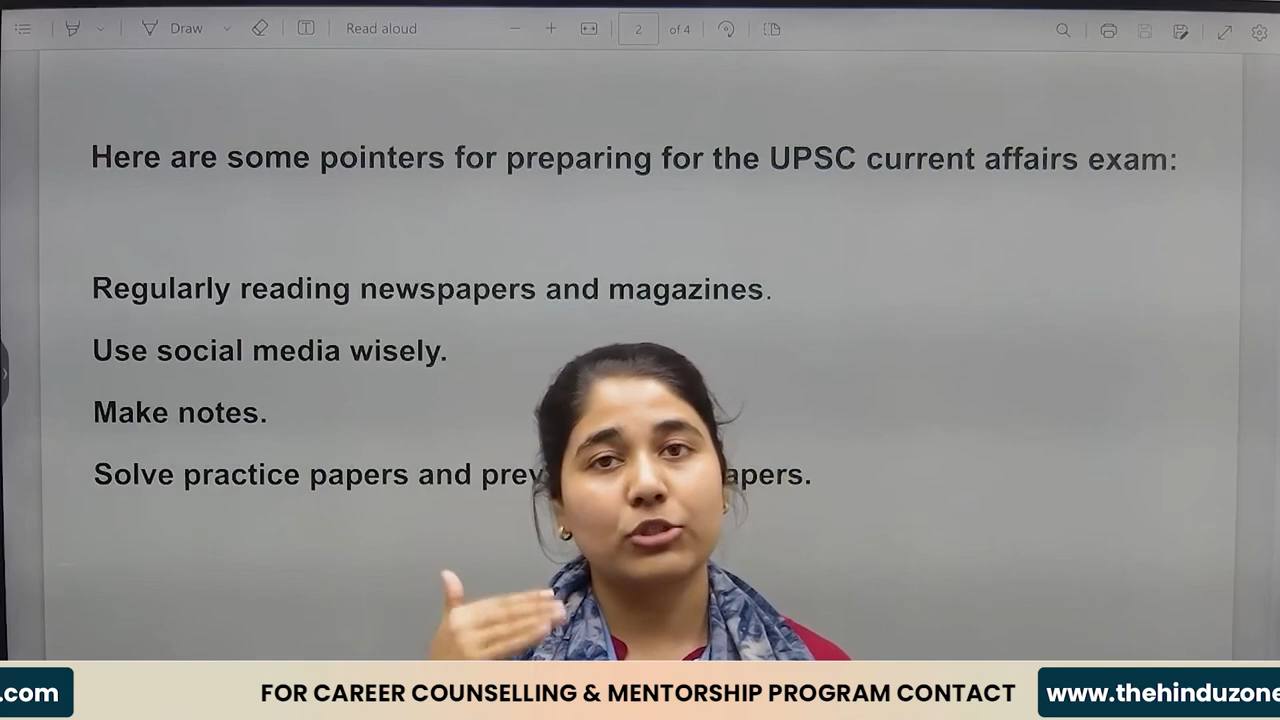 Draw
Read aloud
2 of 4
Here are some pointers for preparing for the UPSC current affairs exam:
Regularly reading newspapers and magazines.
Use social media wisely.
Make notes.
Solve practice papers and prev apers.
.com
FOR CAREER COUNSELLING & MENTORSHIP PROGRAM CONTACT
www.thehinduzone